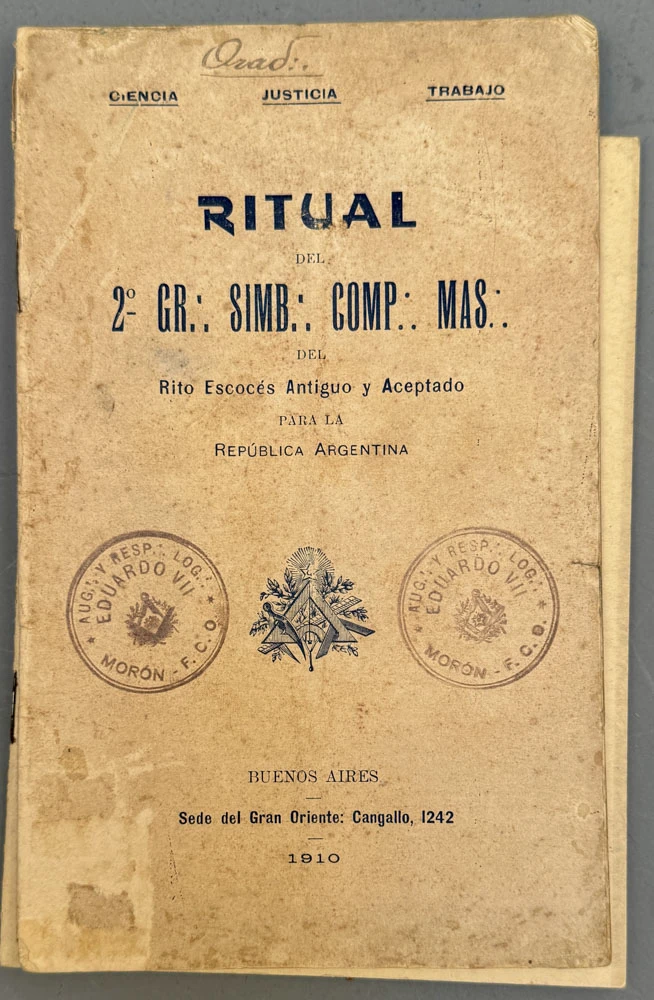 Orad∴
CIENCIA JUSTICIA TRABAJO
RITUAL
DEL
2º GR∴ SIMB∴ COMP∴ MAS∴
DEL
Rito Escocés Antiguo y Aceptado
PARA LA
REPÚBLICA ARGENTINA
AUG∴ Y RESP∴ LOG∴
EDUARDO VII
MORÓN - F. C. O.
AUG∴ Y RESP∴ LOG∴
EDUARDO VII
MORÓN - F. C. O.
BUENOS AIRES
Sede del Gran Oriente: Cangallo, 1242
1910